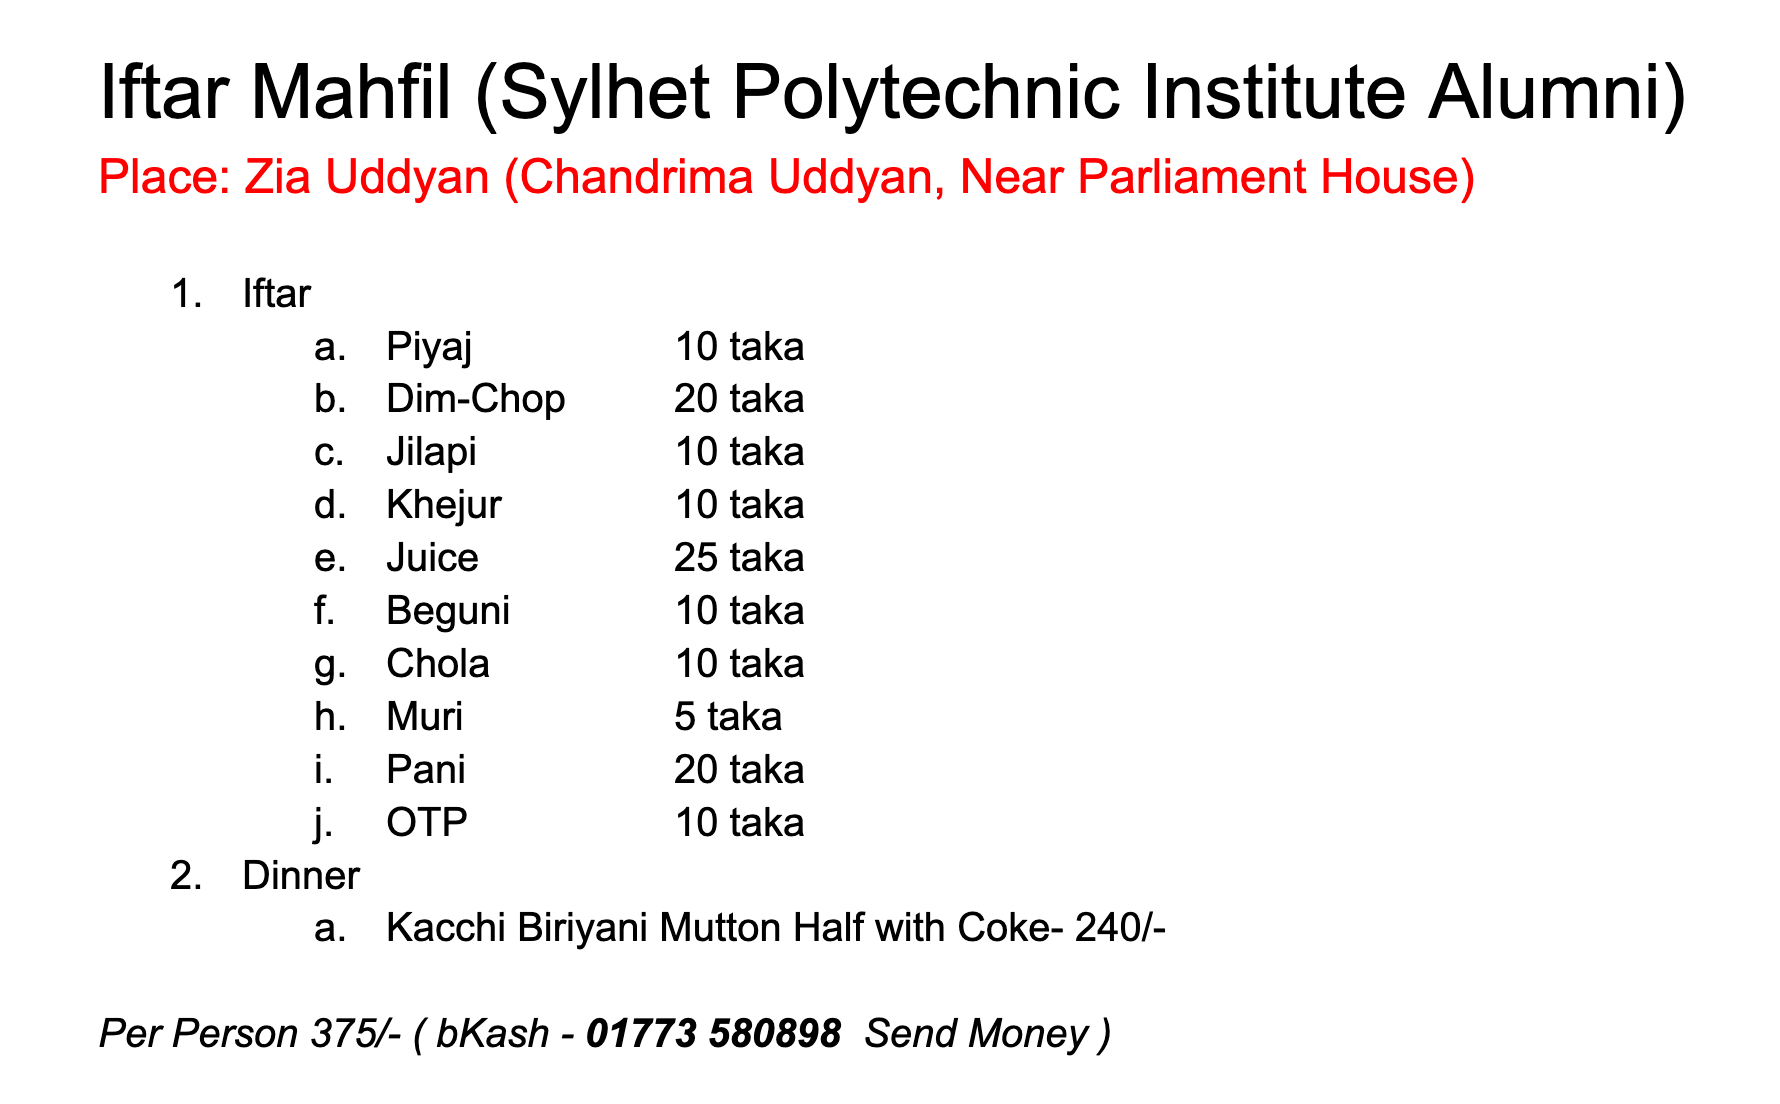 Iftar Mahfil (Sylhet Polytechnic Institute Alumni)
Place: Zia Uddyan (Chandrima Uddyan, Near Parliament House)
1. Iftar
a. Piyaj 10 taka
b. Dim-Chop 20 taka
c. Jilapi 10 taka
d. Khejur 10 taka
e. Juice 25 taka
f. Beguni 10 taka
g. Chola 10 taka
h. Muri 5 taka
i. Pani 20 taka
j. OTP 10 taka
2. Dinner
a. Kacchi Biriyani Mutton Half with Coke- 240/-
Per Person 375/- ( bKash - 01773 580898 Send Money )